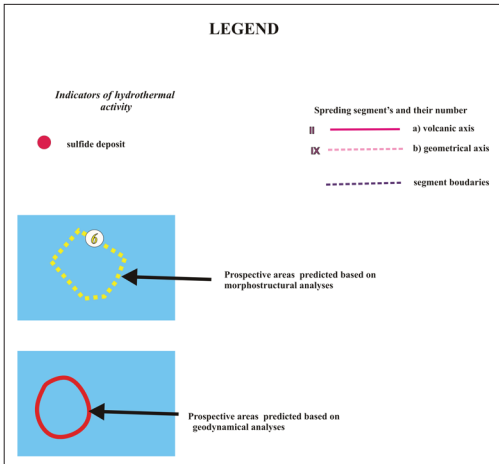 LEGEND
Indicators of hydrothermal
activity
sulfide deposit
Spreding segment's and their number
II a) volcanic axis
IX b) geometrical axis
segment boudaries
6
Prospective areas predicted based on
morphostructural analyses
Prospective areas predicted based on
geodynamical analyses